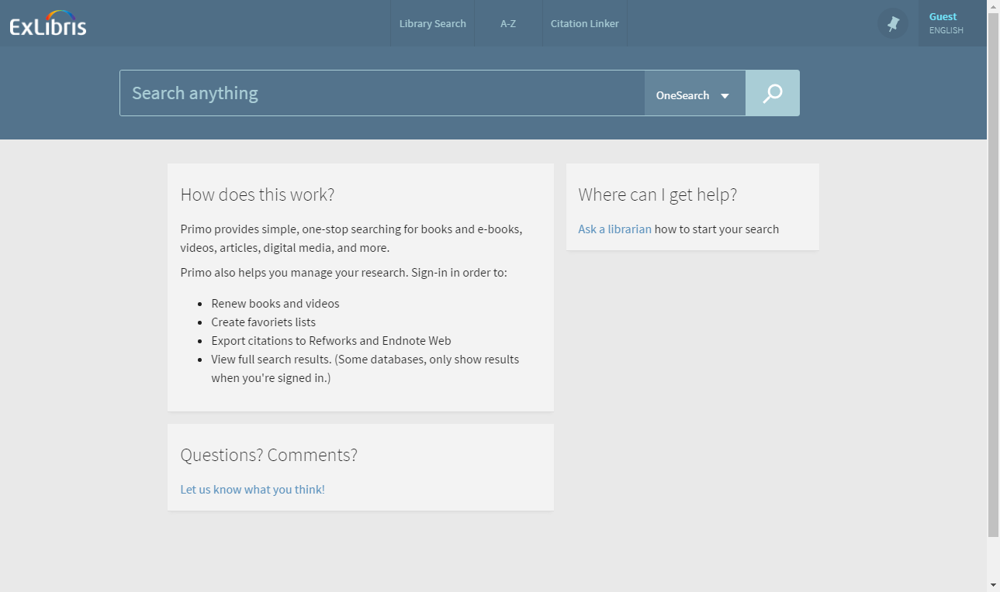 ExLibris
Library Search
A-Z
Citation Linker
Guest
ENGLISH
Search anything
OneSearch
How does this work?
Primo provides simple, one-stop searching for books and e-books,
videos, articles, digital media, and more.
Primo also helps you manage your research. Sign-in in order to:
• Renew books and videos
• Create favoriets lists
• Export citations to Refworks and Endnote Web
• View full search results. (Some databases, only show results
when you're signed in.)
Where can I get help?
Ask a librarian how to start your search
Questions? Comments?
Let us know what you think!